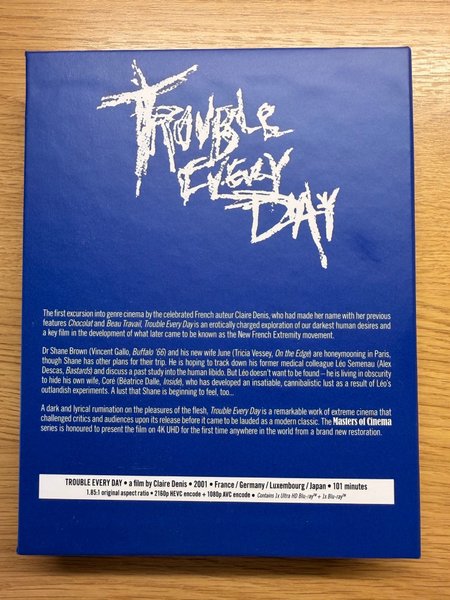 TROUBLE
EVERY
DAY
The first excursion into genre cinema by the celebrated French auteur Claire Denis, who had made her name with her previous
features Chocolat and Beau Travail, Trouble Every Day is an erotically charged exploration of our darkest human desires and
a key film in the development of what later came to be known as the New French Extremity movement.
Dr Shane Brown (Vincent Gallo, Buffalo ’66) and his new wife June (Tricia Vessey, On the Edge) are honeymooning in Paris,
though Shane has other plans for their trip. He is hoping to track down his former medical colleague Léo Semenau (Alex
Descas, Bastards) and discuss a past study into the human libido. But Léo doesn’t want to be found – he is living in obscurity
to hide his own wife, Coré (Béatrice Dalle, Inside), who has developed an insatiable, cannibalistic lust as a result of Léo’s
outlandish experiments. A lust that Shane is beginning to feel, too...
A dark and lyrical rumination on the pleasures of the flesh, Trouble Every Day is a remarkable work of extreme cinema that
challenged critics and audiences upon its release before it came to be lauded as a modern classic. The Masters of Cinema
series is honoured to present the film on 4K UHD for the first time anywhere in the world from a brand new restoration.
TROUBLE EVERY DAY • a film by Claire Denis • 2001 • France / Germany / Luxembourg / Japan • 101 minutes
1.85:1 original aspect ratio • 2160p HEVC encode + 1080p AVC encode • Contains 1x Ultra HD Blu-ray™ + 1x Blu-ray™